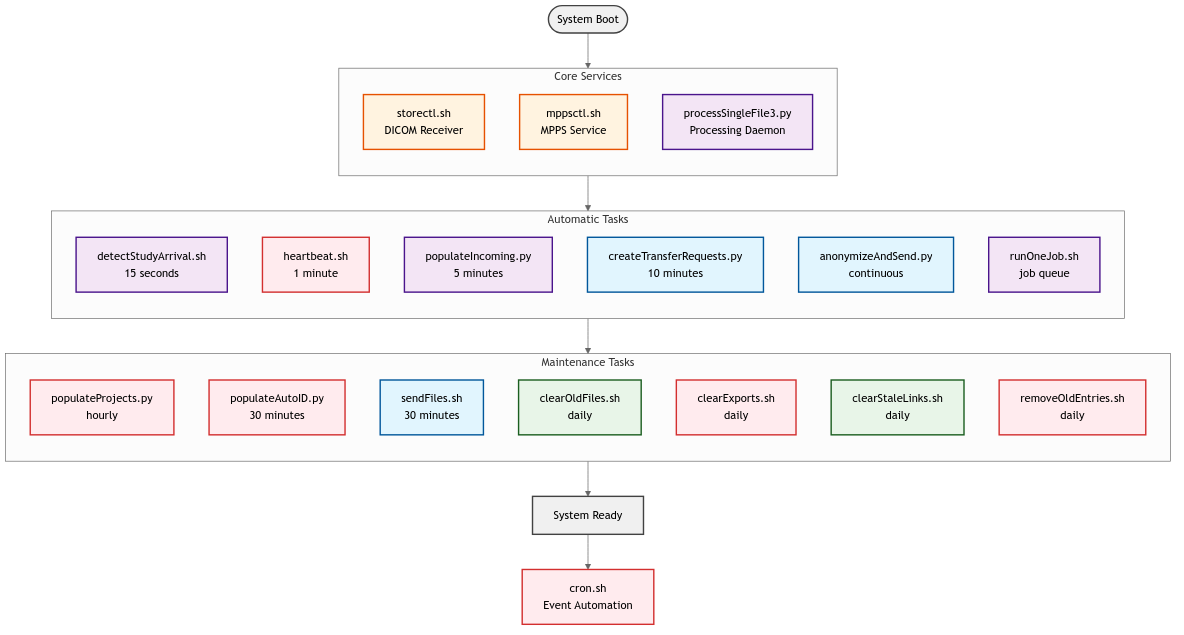 System Boot
Core Services
storectl.sh
DICOM Receiver
mppsctl.sh
MPPS Service
processSingleFile3.py
Processing Daemon
Automatic Tasks
detectStudyArrival.sh
15 seconds
heartbeat.sh
1 minute
populateIncoming.py
5 minutes
createTransferRequests.py
10 minutes
anonymizeAndSend.py
continuous
runOneJob.sh
job queue
Maintenance Tasks
populateProjects.py
hourly
populateAutoID.py
30 minutes
sendFiles.sh
30 minutes
clearOldFiles.sh
daily
clearExports.sh
daily
clearStaleLinks.sh
daily
removeOldEntries.sh
daily
System Ready
cron.sh
Event Automation